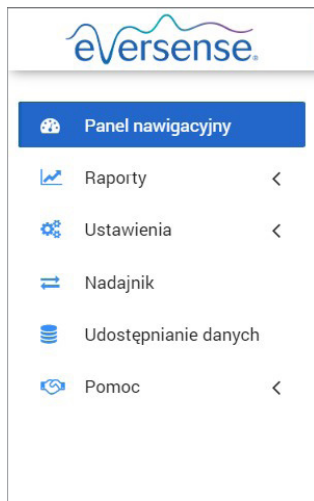 eversense.
Panel nawigacyjny
Raporty
Ustawienia
Nadajnik
Udostępnianie danych
Pomoc